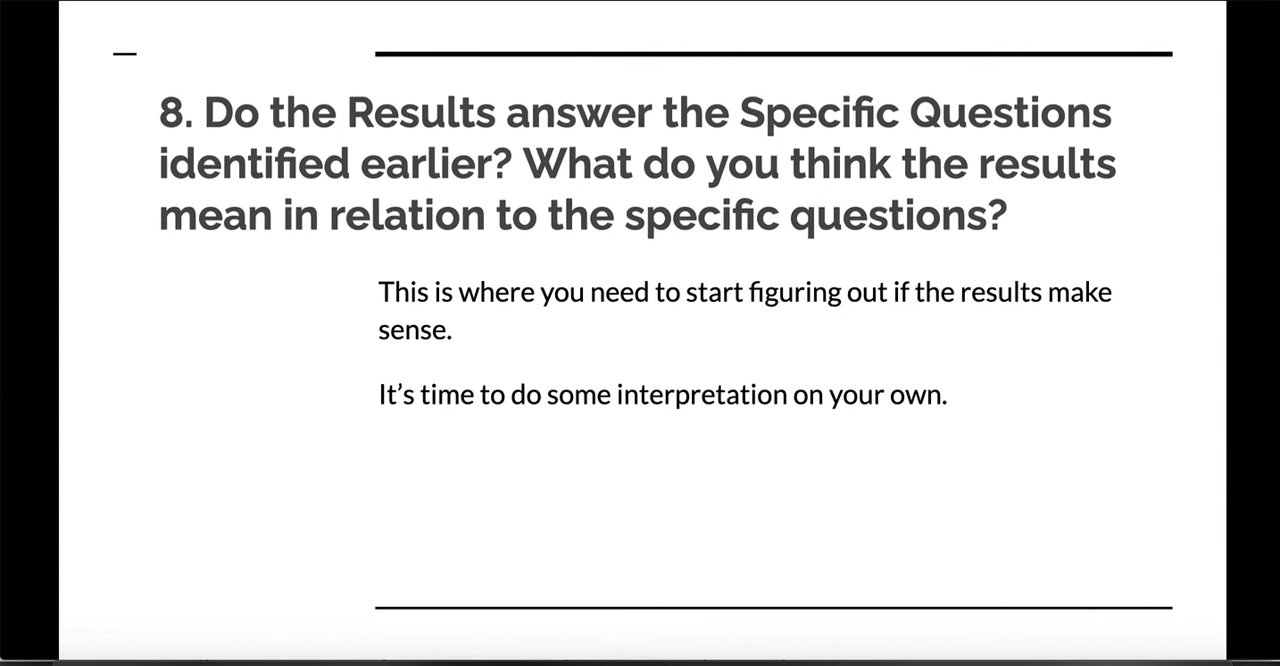 8. Do the Results answer the Specific Questions
identified earlier? What do you think the results
mean in relation to the specific questions?
This is where you need to start figuring out if the results make
sense.
It’s time to do some interpretation on your own.